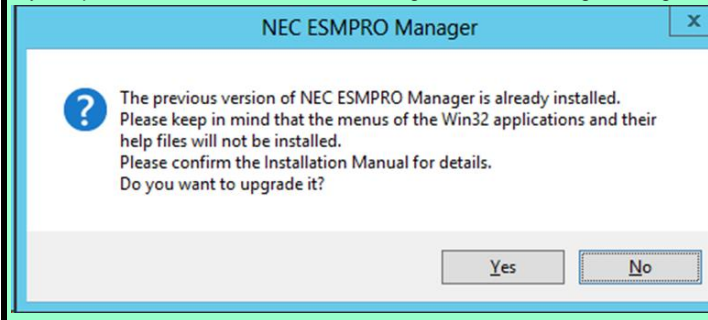 NEC ESMPRO Manager
x
?
The previous version of NEC ESMPRO Manager is already installed.
Please keep in mind that the menus of the Win32 applications and their
help files will not be installed.
Please confirm the Installation Manual for details.
Do you want to upgrade it?
Yes
No